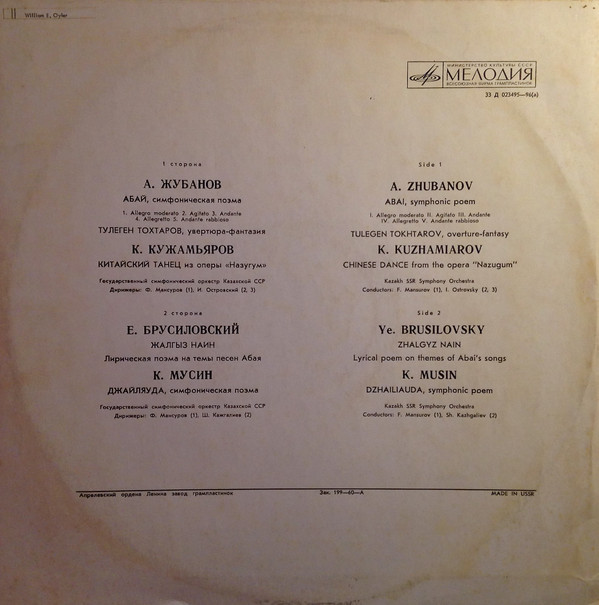 William E. Oyler
МИНИСТЕРСТВО КУЛЬТУРЫ СССР
МЕЛОДИЯ
ВСЕСОЮЗНАЯ ФИРМА ГРАМПЛАСТИНОК
33 Д 023495—96(а)
1 сторона
А. ЖУБАНОВ
АБАЙ, симфоническая поэма
1. Allegro moderato 2. Agitato 3. Andante
4. Allegretto 5. Andante rabbioso
ТУЛЕГЕН ТОХТАРОВ, увертюра-фантазия
К. КУЖАМЬЯРОВ
КИТАЙСКИЙ ТАНЕЦ из оперы «Назугум»
Государственный симфонический оркестр Казахской ССР
Дирижеры: Ф. Мансуров (1), И. Островский (2, 3)
2 сторона
Е. БРУСИЛОВСКИЙ
ЖАЛГЫЗ НАИН
Лирическая поэма на темы песен Абая
К. МУСИН
ДЖАЙЛЯУДА, симфоническая поэма
Государственный симфонический оркестр Казахской ССР
Дирижеры: Ф. Мансуров (1), Ш. Кажгалиев (2)
Side 1
A. ZHUBANOV
ABAI, symphonic poem
I. Allegro moderato II. Agitato III. Andante
IV. Allegretto V. Andante rabbioso
TULEGEN TOKHTAROV, overture-fantasy
K. KUZHAMIAROV
CHINESE DANCE from the opera "Nazugum"
Kazakh SSR Symphony Orchestra
Conductors: F. Mansurov (1), I. Ostrovsky (2, 3)
Side 2
Ye. BRUSILOVSKY
ZHALGYZ NAIN
Lyrical poem on themes of Abai's songs
K. MUSIN
DZHAILIAUDA, symphonic poem
Kazakh SSR Symphony Orchestra
Conductors: F. Mansurov (1), Sh. Kazhgaliev (2)
Апрелевский ордена Ленина завод грампластинок
Зак. 199—60—А
MADE IN USSR